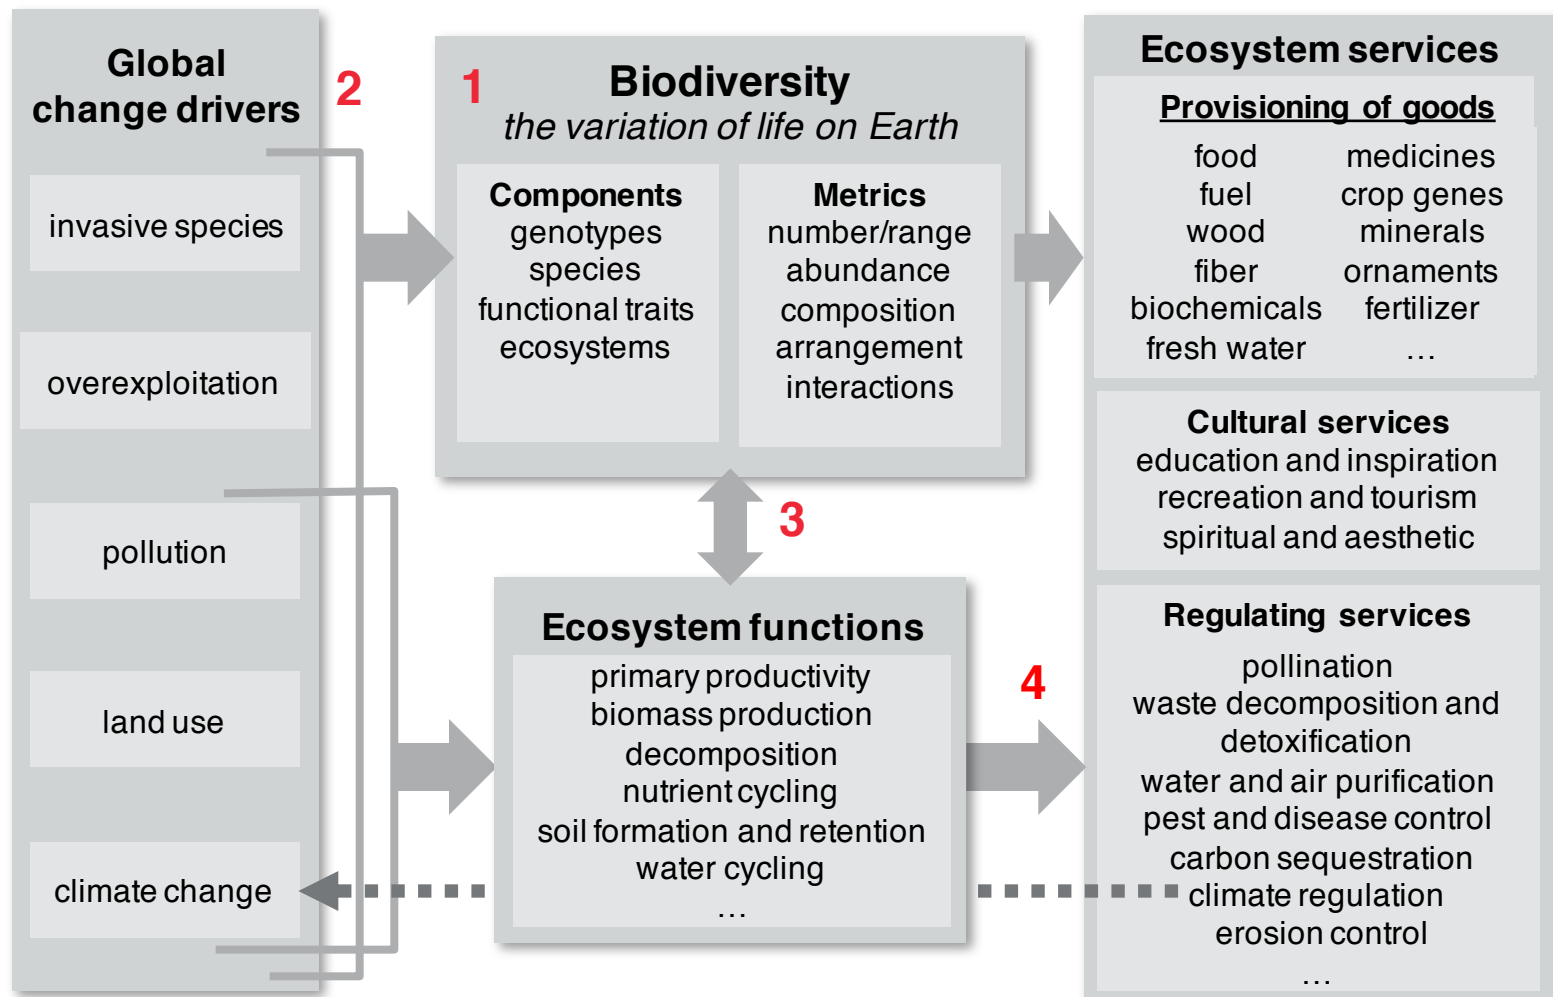 Global
change drivers
invasive species
overexploitation
pollution
land use
climate change
2
1
Biodiversity
the variation of life on Earth
Components
genotypes
species
functional traits
ecosystems
Metrics
number/range
abundance
composition
arrangement
interactions
3
Ecosystem functions
primary productivity
biomass production
decomposition
nutrient cycling
soil formation and retention
water cycling
…
4
Ecosystem services
Provisioning of goods
food
fuel
wood
fiber
biochemicals
fresh water
medicines
crop genes
minerals
ornaments
fertilizer
…
Cultural services
education and inspiration
recreation and tourism
spiritual and aesthetic
Regulating services
pollination
waste decomposition and
detoxification
water and air purification
pest and disease control
carbon sequestration
climate regulation
erosion control
…